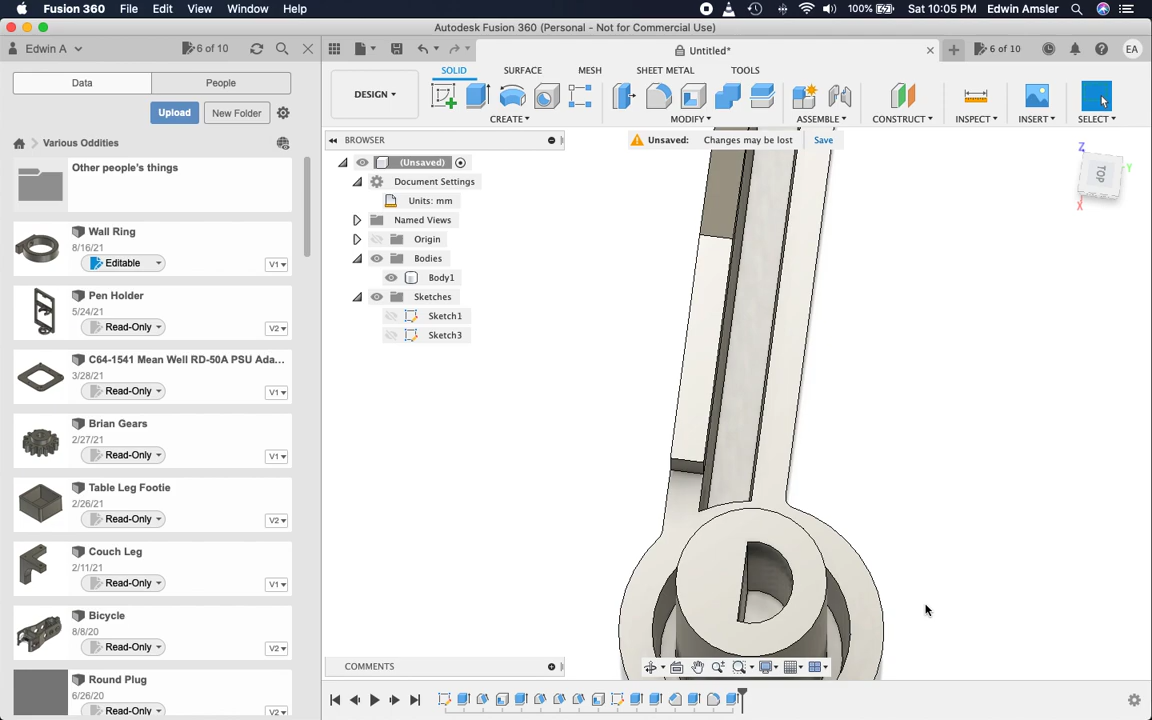 Fusion 360 File Edit View Window Help 100% Sat 10:05 PM Edwin Amsler
Autodesk Fusion 360 (Personal - Not for Commercial Use)
Edwin A 6 of 10 Untitled* 6 of 10 EA
Data People
SOLID SURFACE MESH SHEET METAL TOOLS
DESIGN
Upload New Folder
CREATE MODIFY ASSEMBLE CONSTRUCT INSPECT INSERT SELECT
Various Oddities
BROWSER
Unsaved: Changes may be lost Save
(Unsaved)
Document Settings
Units: mm
Named Views
Origin
Bodies
Body1
Sketches
Sketch1
Sketch3
Z
Y
X
TOP
Other people's things
Wall Ring
8/16/21
Editable V1
Pen Holder
5/24/21
Read-Only V2
C64-1541 Mean Well RD-50A PSU Ada...
3/28/21
Read-Only V1
Brian Gears
2/27/21
Read-Only V1
Table Leg Footie
2/26/21
Read-Only V2
Couch Leg
2/11/21
Read-Only V1
Bicycle
8/8/20
Read-Only V2
Round Plug
6/26/20
Read-Only V2
COMMENTS